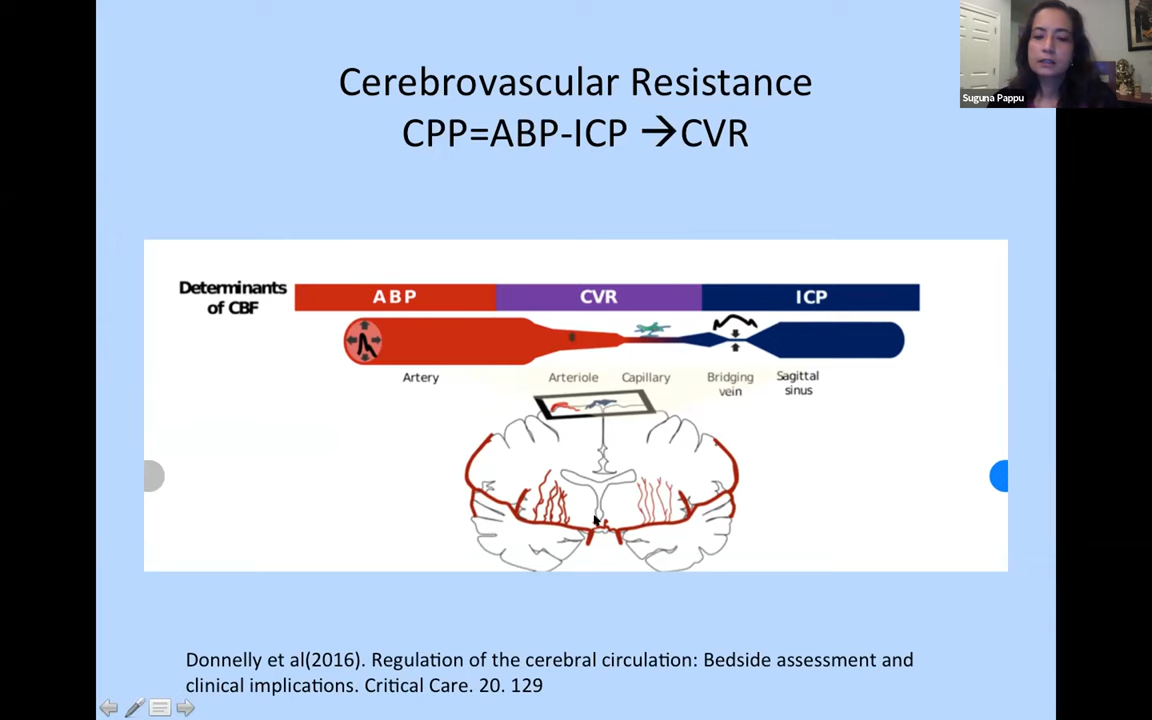 Suguna Pappu
Cerebrovascular Resistance
CPP=ABP-ICP →CVR
Determinants
of CBF
ABP
CVR
ICP
Artery
Arteriole
Capillary
Bridging
vein
Sagittal
sinus
Donnelly et al(2016). Regulation of the cerebral circulation: Bedside assessment and
clinical implications. Critical Care. 20. 129